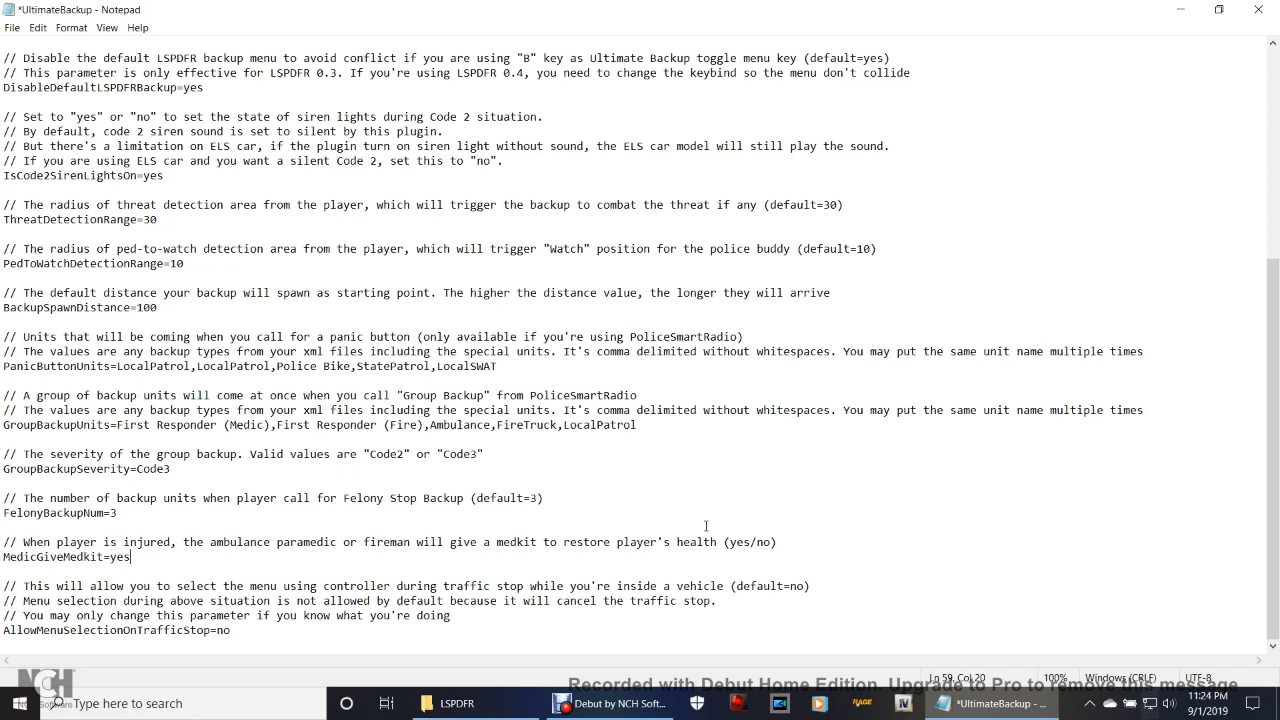 *UltimateBackup - Notepad
File Edit Format View Help
// Disable the default LSPDFR backup menu to avoid conflict if you are using "B" key as Ultimate Backup toggle menu key (default=yes)
// This parameter is only effective for LSPDFR 0.3. If you're using LSPDFR 0.4, you need to change the keybind so the menu don't collide
DisableDefaultLSPDFRBackup=yes
// Set to "yes" or "no" to set the state of siren lights during Code 2 situation.
// By default, code 2 siren sound is set to silent by this plugin.
// But there's a limitation on ELS car, if the plugin turn on siren light without sound, the ELS car model will still play the sound.
// If you are using ELS car and you want a silent Code 2, set this to "no".
IsCode2SirenLightsOn=yes
// The radius of threat detection area from the player, which will trigger the backup to combat the threat if any (default=30)
ThreatDetectionRange=30
// The radius of ped-to-watch detection area from the player, which will trigger "Watch" position for the police buddy (default=10)
PedToWatchDetectionRange=10
// The default distance your backup will spawn as starting point. The higher the distance value, the longer they will arrive
BackupSpawnDistance=100
// Units that will be coming when you call for a panic button (only available if you're using PoliceSmartRadio)
// The values are any backup types from your xml files including the special units. It's comma delimited without whitespaces. You may put the same unit name multiple times
PanicButtonUnits=LocalPatrol,LocalPatrol,Police Bike,StatePatrol,LocalSWAT
// A group of backup units will come at once when you call "Group Backup" from PoliceSmartRadio
// The values are any backup types from your xml files including the special units. It's comma delimited without whitespaces. You may put the same unit name multiple times
GroupBackupUnits=First Responder (Medic),First Responder (Fire),Ambulance,FireTruck,LocalPatrol
// The severity of the group backup. Valid values are "Code2" or "Code3"
GroupBackupSeverity=Code3
// The number of backup units when player call for Felony Stop Backup (default=3)
FelonyBackupNum=3
// When player is injured, the ambulance paramedic or fireman will give a medkit to restore player's health (yes/no)
MedicGiveMedkit=yes
// This will allow you to select the menu using controller during traffic stop while you're inside a vehicle (default=no)
// Menu selection during above situation is not allowed by default because it will cancel the traffic stop.
// You may only change this parameter if you know what you're doing
AllowMenuSelectionOnTrafficStop=no
Ln 59, Col 20 100% Windows (CRLF) UTF-8
NCH Software
Recorded with Debut Home Edition. Upgrade to Pro to remove this message
Type here to search
LSPDFR
Debut by NCH Soft...
RAGE
IV
*UltimateBackup - ...
11:24 PM
9/1/2019